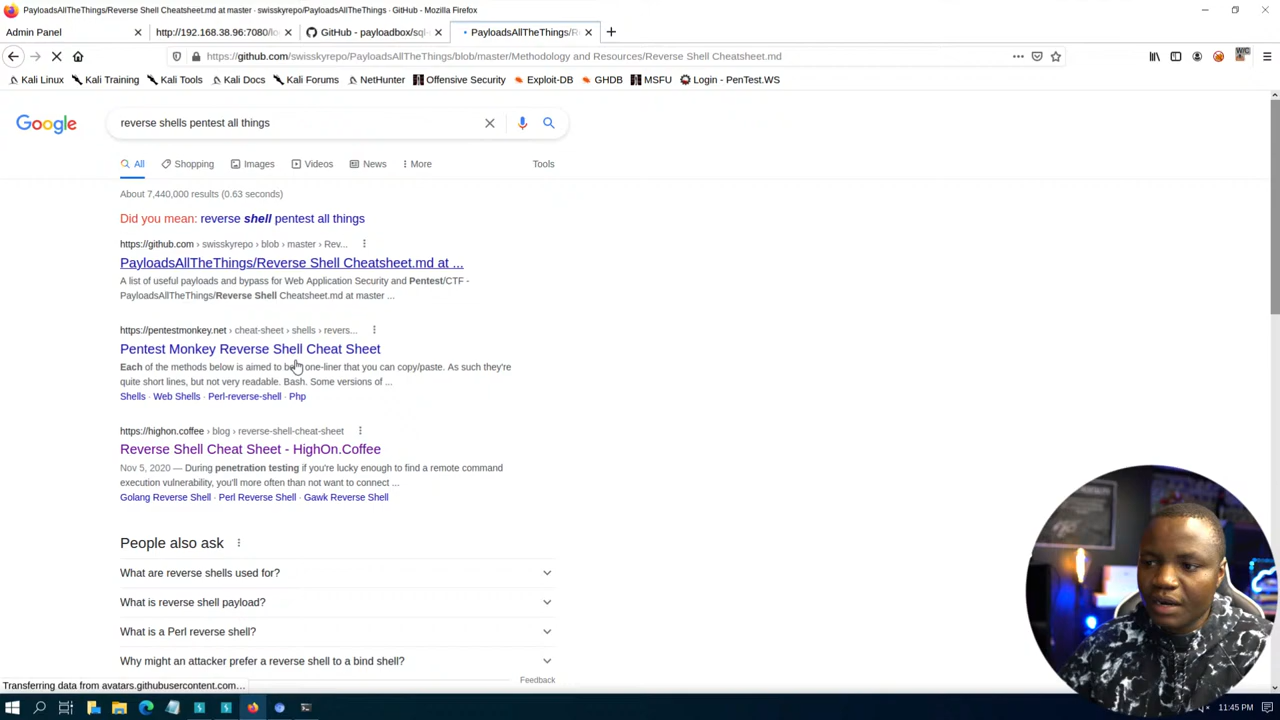 PayloadsAllTheThings/Reverse Shell Cheatsheet.md at master · swisskyrepo/PayloadsAllTheThings · GitHub - Mozilla Firefox
Admin Panel
http://192.168.38.96:7080/lo
GitHub - payloadbox/sql-
PayloadsAllTheThings/R
https://github.com/swisskyrepo/PayloadsAllTheThings/blob/master/Methodology and Resources/Reverse Shell Cheatsheet.md
Kali Linux
Kali Training
Kali Tools
Kali Docs
Kali Forums
NetHunter
Offensive Security
Exploit-DB
GHDB
MSFU
Login - PenTest.WS
Google
reverse shells pentest all things
All
Shopping
Images
Videos
News
More
Tools
About 7,440,000 results (0.63 seconds)
Did you mean: reverse shell pentest all things
https://github.com › swisskyrepo › blob › master › Rev...
PayloadsAllTheThings/Reverse Shell Cheatsheet.md at ...
A list of useful payloads and bypass for Web Application Security and Pentest/CTF -
PayloadsAllTheThings/Reverse Shell Cheatsheet.md at master ...
https://pentestmonkey.net › cheat-sheet › shells › revers...
Pentest Monkey Reverse Shell Cheat Sheet
Each of the methods below is aimed to be one-liner that you can copy/paste. As such they're
quite short lines, but not very readable. Bash. Some versions of ...
Shells · Web Shells · Perl-reverse-shell · Php
https://highon.coffee › blog › reverse-shell-cheat-sheet
Reverse Shell Cheat Sheet - HighOn.Coffee
Nov 5, 2020 — During penetration testing if you're lucky enough to find a remote command
execution vulnerability, you'll more often than not want to connect ...
Golang Reverse Shell · Perl Reverse Shell · Gawk Reverse Shell
People also ask
What are reverse shells used for?
What is reverse shell payload?
What is a Perl reverse shell?
Why might an attacker prefer a reverse shell to a bind shell?
Feedback
Transferring data from avatars.githubusercontent.com...
11:45 PM